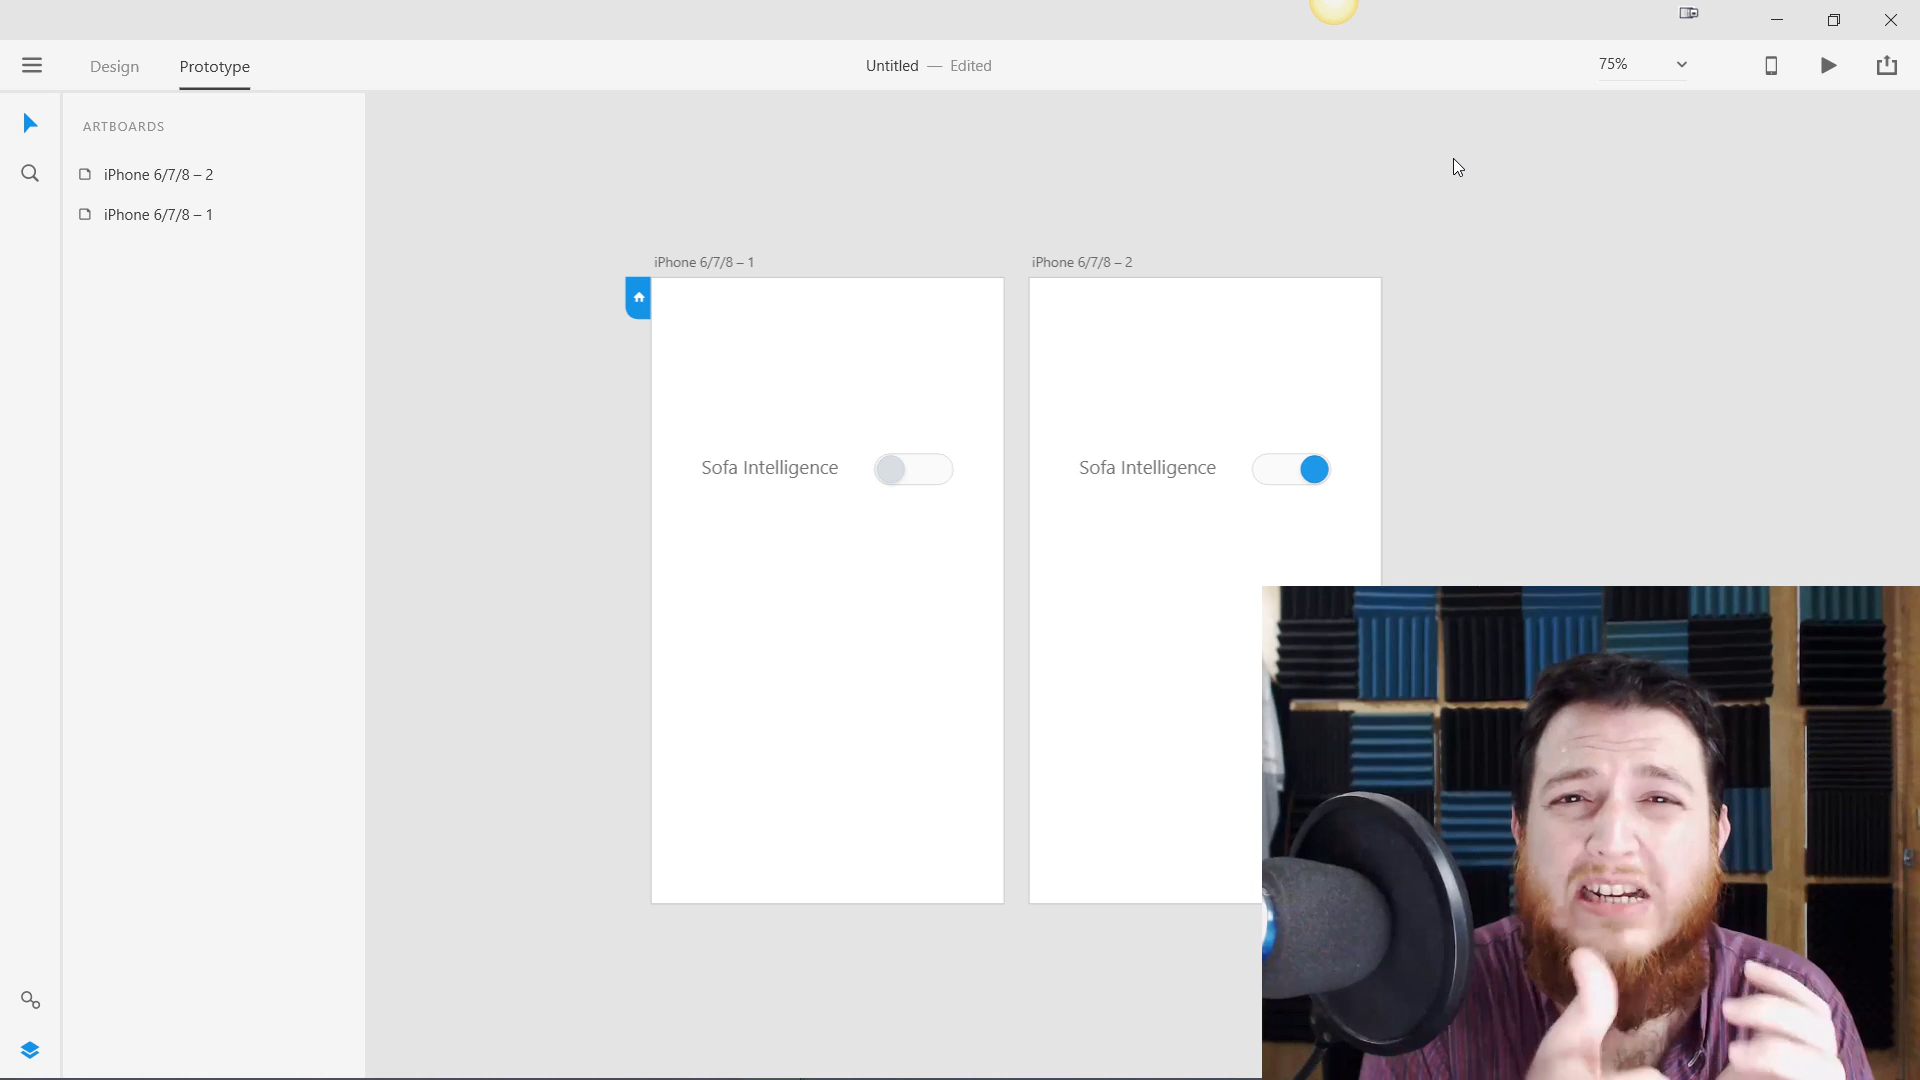 Design
Prototype
Untitled — Edited
75%
ARTBOARDS
iPhone 6/7/8 – 2
iPhone 6/7/8 – 1
iPhone 6/7/8 – 1
iPhone 6/7/8 – 2
Sofa Intelligence
Sofa Intelligence